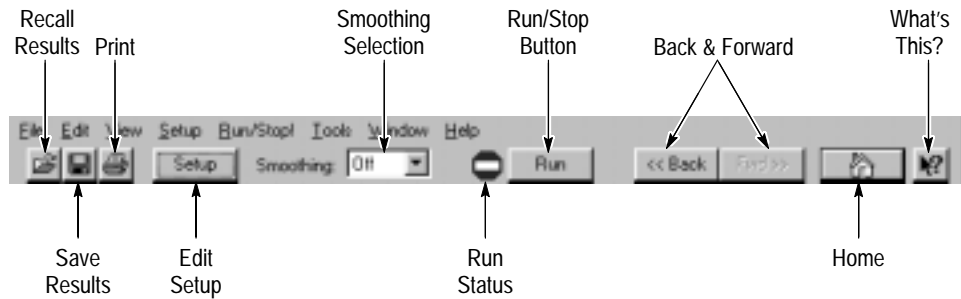 Recall
Results
Print
Smoothing
Selection
Run/Stop
Button
Back & Forward
What's
This?
File Edit View Setup Run/Stop! Tools Window Help
Setup Smoothing: Off Run << Back Fwd >> ?
Save
Results
Edit
Setup
Run
Status
Home